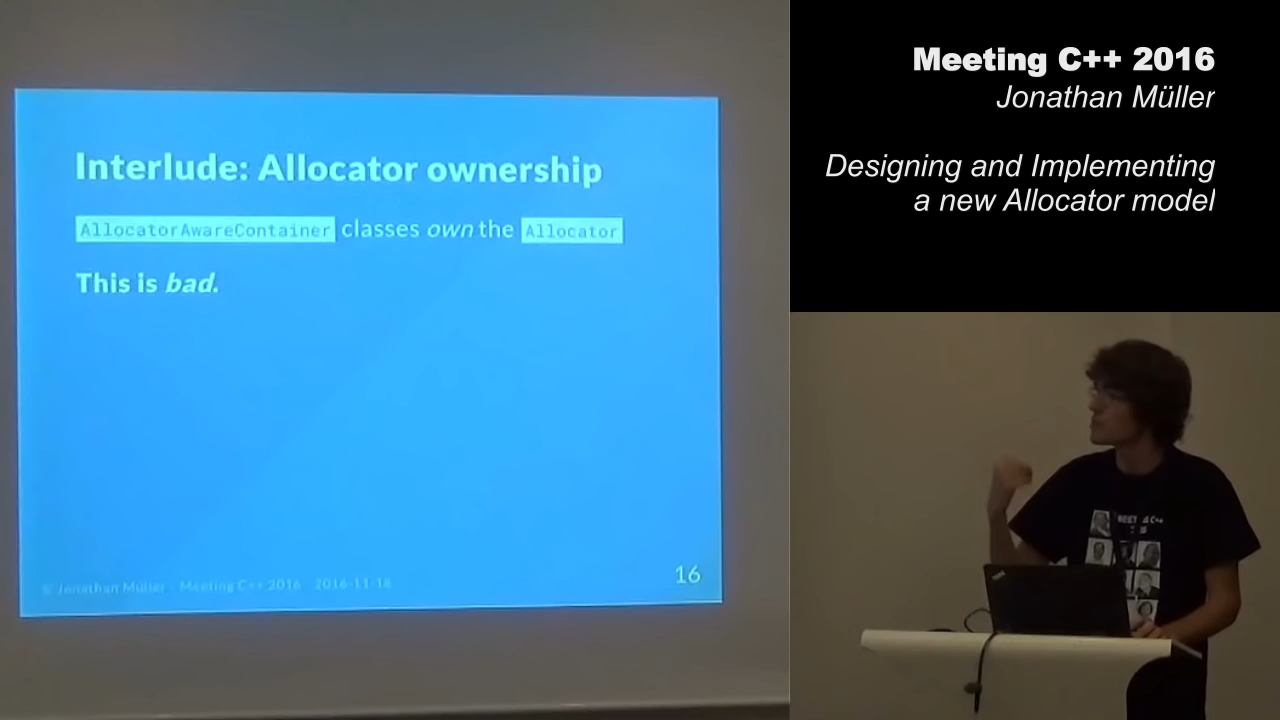 Interlude: Allocator ownership
AllocatorAwareContainer classes own the Allocator
This is bad.
© Jonathan Müller - Meeting C++ 2016 2016-11-18
16
Meeting C++ 2016
Jonathan Müller
Designing and Implementing
a new Allocator model